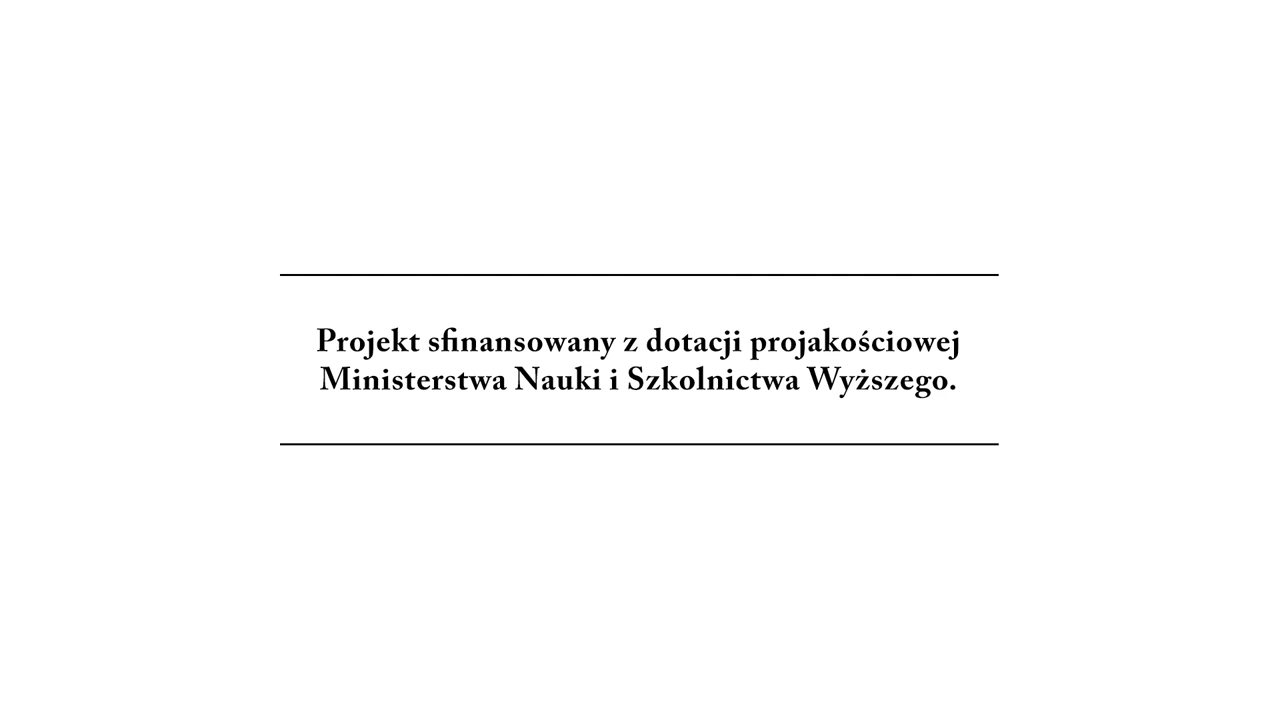 Projekt sfinansowany z dotacji projakościowej
Ministerstwa Nauki i Szkolnictwa Wyższego.